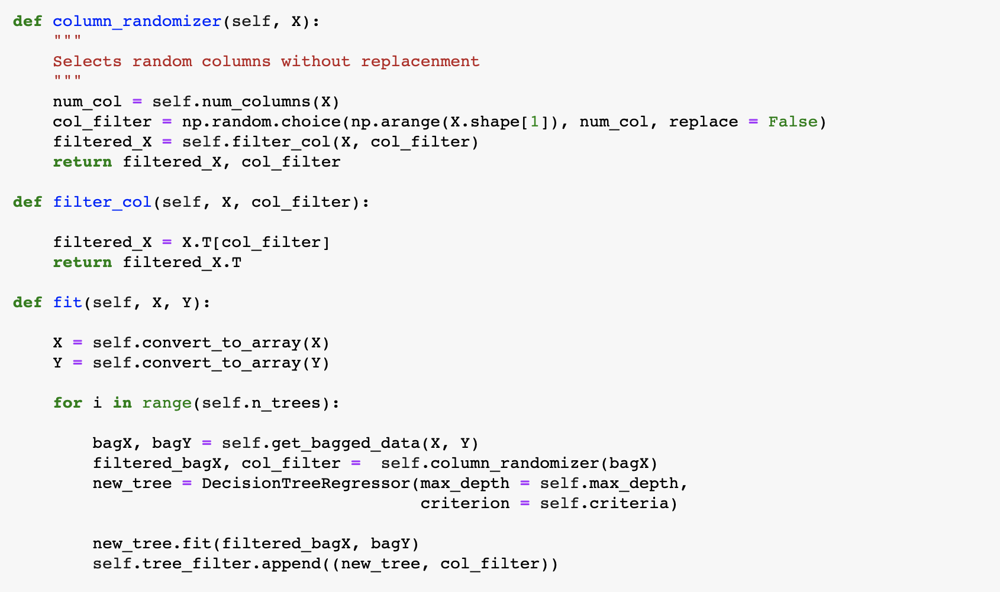 def column_randomizer(self, X):
    """
    Selects random columns without replacenment
    """
    num_col = self.num_columns(X)
    col_filter = np.random.choice(np.arange(X.shape[1]), num_col, replace = False)
    filtered_X = self.filter_col(X, col_filter)
    return filtered_X, col_filter

def filter_col(self, X, col_filter):

    filtered_X = X.T[col_filter]
    return filtered_X.T

def fit(self, X, Y):

    X = self.convert_to_array(X)
    Y = self.convert_to_array(Y)

    for i in range(self.n_trees):

        bagX, bagY = self.get_bagged_data(X, Y)
        filtered_bagX, col_filter =  self.column_randomizer(bagX)
        new_tree = DecisionTreeRegressor(max_depth = self.max_depth,
                                         criterion = self.criteria)

        new_tree.fit(filtered_bagX, bagY)
        self.tree_filter.append((new_tree, col_filter))